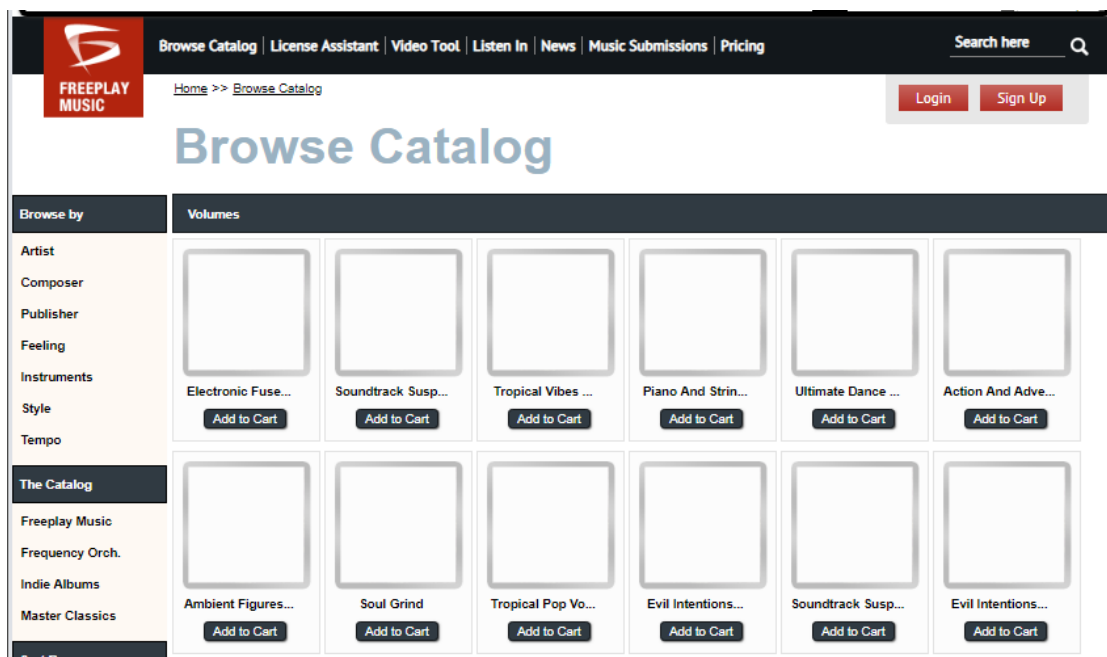 Browse Catalog | License Assistant | Video Tool | Listen In | News | Music Submissions | Pricing
Search here
FREEPLAY
MUSIC
Home >> Browse Catalog
Login
Sign Up
Browse Catalog
Browse by
Artist
Composer
Publisher
Feeling
Instruments
Style
Tempo
The Catalog
Freeplay Music
Frequency Orch.
Indie Albums
Master Classics
Volumes
Electronic Fuse... Soundtrack Susp... Tropical Vibes ... Piano And Strin... Ultimate Dance ... Action And Adve...
Add to Cart Add to Cart Add to Cart Add to Cart Add to Cart Add to Cart
Ambient Figures... Soul Grind Tropical Pop Vo... Evil Intentions... Soundtrack Susp... Evil Intentions...
Add to Cart Add to Cart Add to Cart Add to Cart Add to Cart Add to Cart